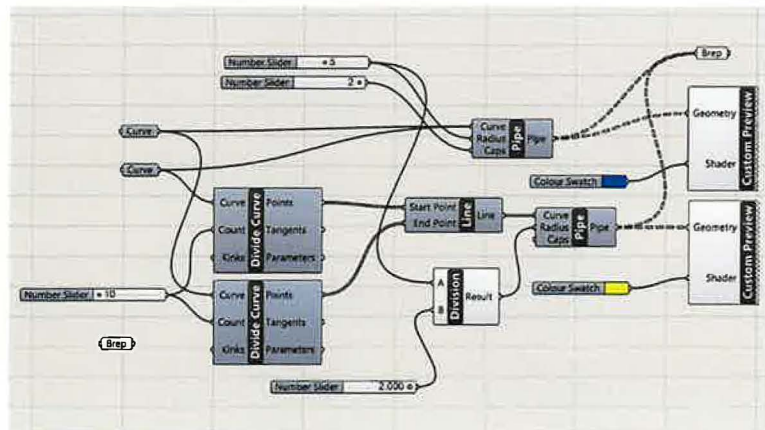 Number Slider 5
Number Slider 2
Brep
Curve
Curve
Curve Radius Caps Pipe Pipe
Geometry Shader Custom Preview
Colour Swatch
Curve Count Kinks Divide Curve Points Tangents Parameters
Start Point End Point Line Line
Curve Radius Caps Pipe Pipe
Geometry Shader Custom Preview
Number Slider 10
Curve Count Kinks Divide Curve Points Tangents Parameters
A B Division Result
Colour Swatch
Brep
Number Slider 2.000